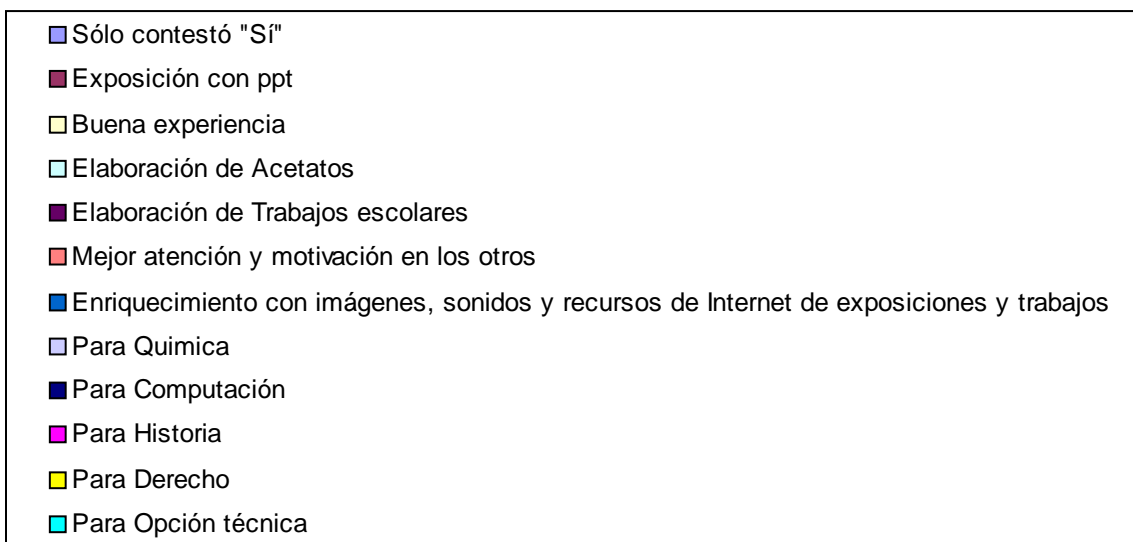 Sólo contestó "Sí"
Exposición con ppt
Buena experiencia
Elaboración de Acetatos
Elaboración de Trabajos escolares
Mejor atención y motivación en los otros
Enriquecimiento con imágenes, sonidos y recursos de Internet de exposiciones y trabajos
Para Quimica
Para Computación
Para Historia
Para Derecho
Para Opción técnica